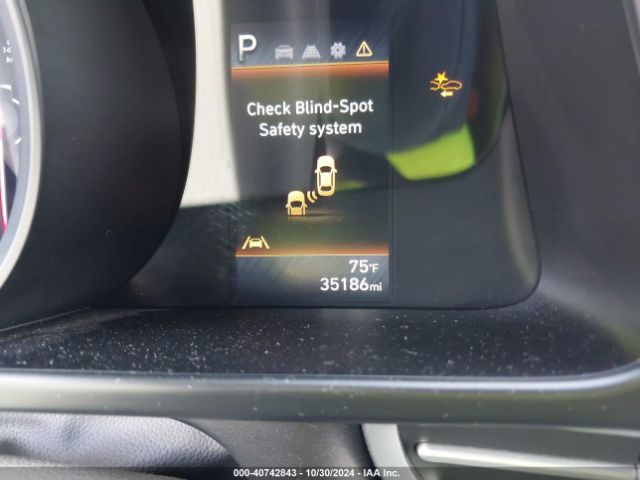 P
Check Blind-Spot
Safety system
75°F
35186mi
000-40742843 - 10/30/2024 - IAA Inc.